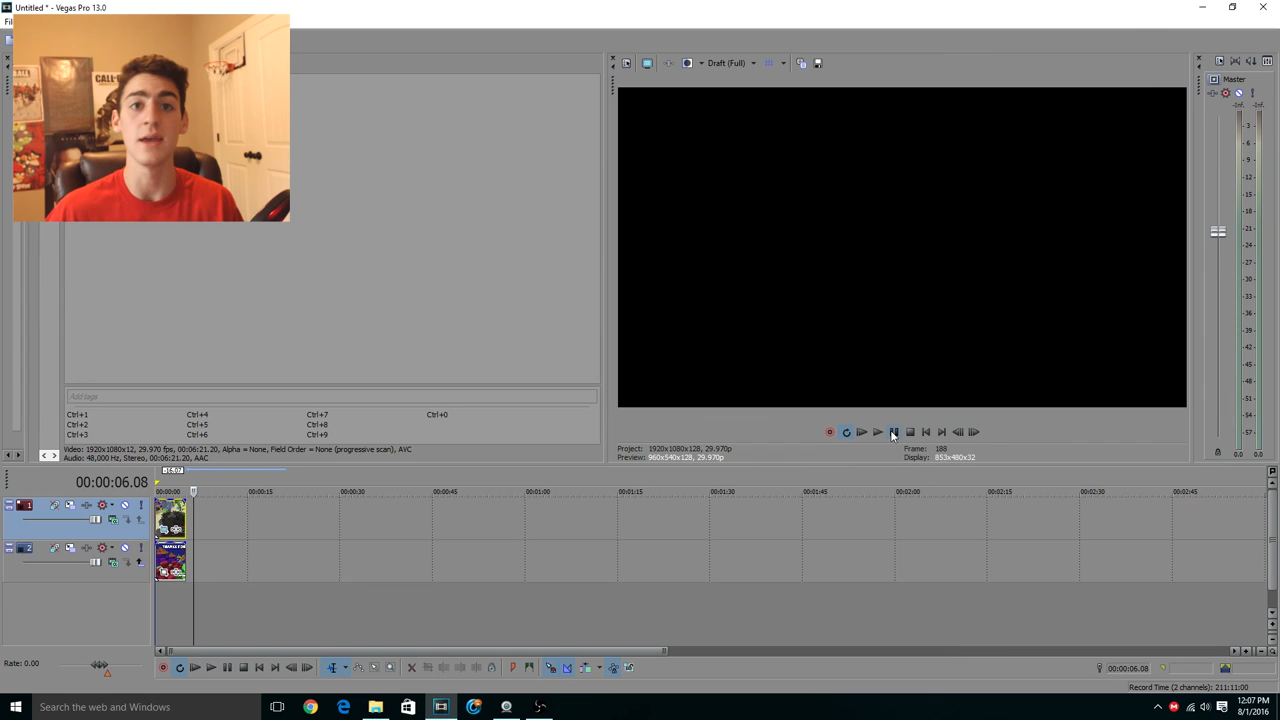 Untitled * - Vegas Pro 13.0
Draft (Full)
Master
-Inf. -Inf.
-3-
-6-
-9-
-12-
-15-
-18-
-21-
-24-
-27-
-30-
-33-
-36-
-39-
-42-
-45-
-48-
-51-
-54-
-57-
0.0 0.0
Add tags
Ctrl+1 Ctrl+4 Ctrl+7 Ctrl+0
Ctrl+2 Ctrl+5 Ctrl+8
Ctrl+3 Ctrl+6 Ctrl+9
Video: 1920x1080x12, 29.970 fps, 00:06:21.20, Alpha = None, Field Order = None (progressive scan), AVC
Audio: 48,000 Hz, Stereo, 00:06:21.20, AAC
Project: 1920x1080x128, 29.970p
Preview: 960x540x128, 29.970p
Frame: 188
Display: 853x480x32
-16.07
00:00:06.08
00:00:00 00:00:15 00:00:30 00:00:45 00:01:00 00:01:15 00:01:30 00:01:45 00:02:00 00:02:15 00:02:30 00:02:45
1
2
Rate: 0.00
00:00:06.08
Record Time (2 channels): 211:11:00
Search the web and Windows
12:07 PM
8/1/2016